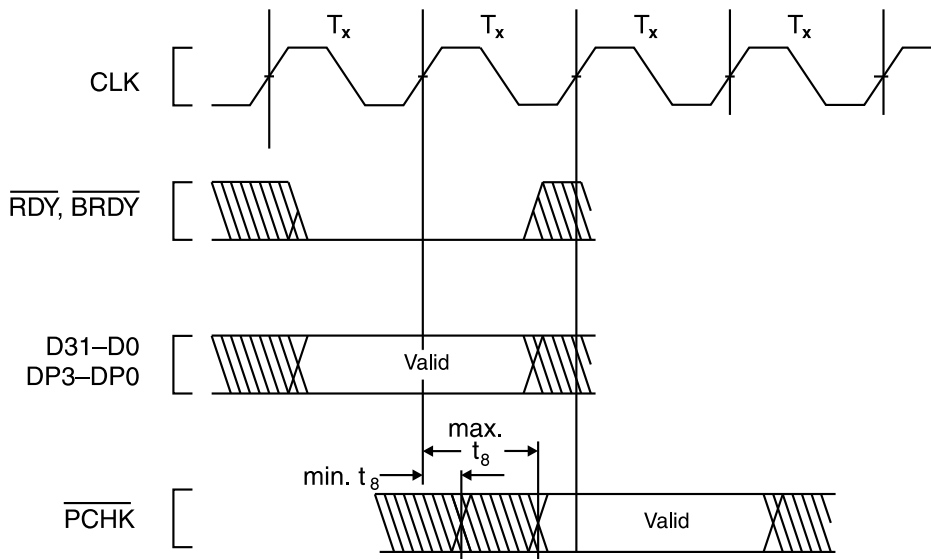 Tx Tx Tx Tx
CLK
RDY, BRDY
D31–D0
DP3–DP0
Valid
max.
t8
min. t8
PCHK
Valid